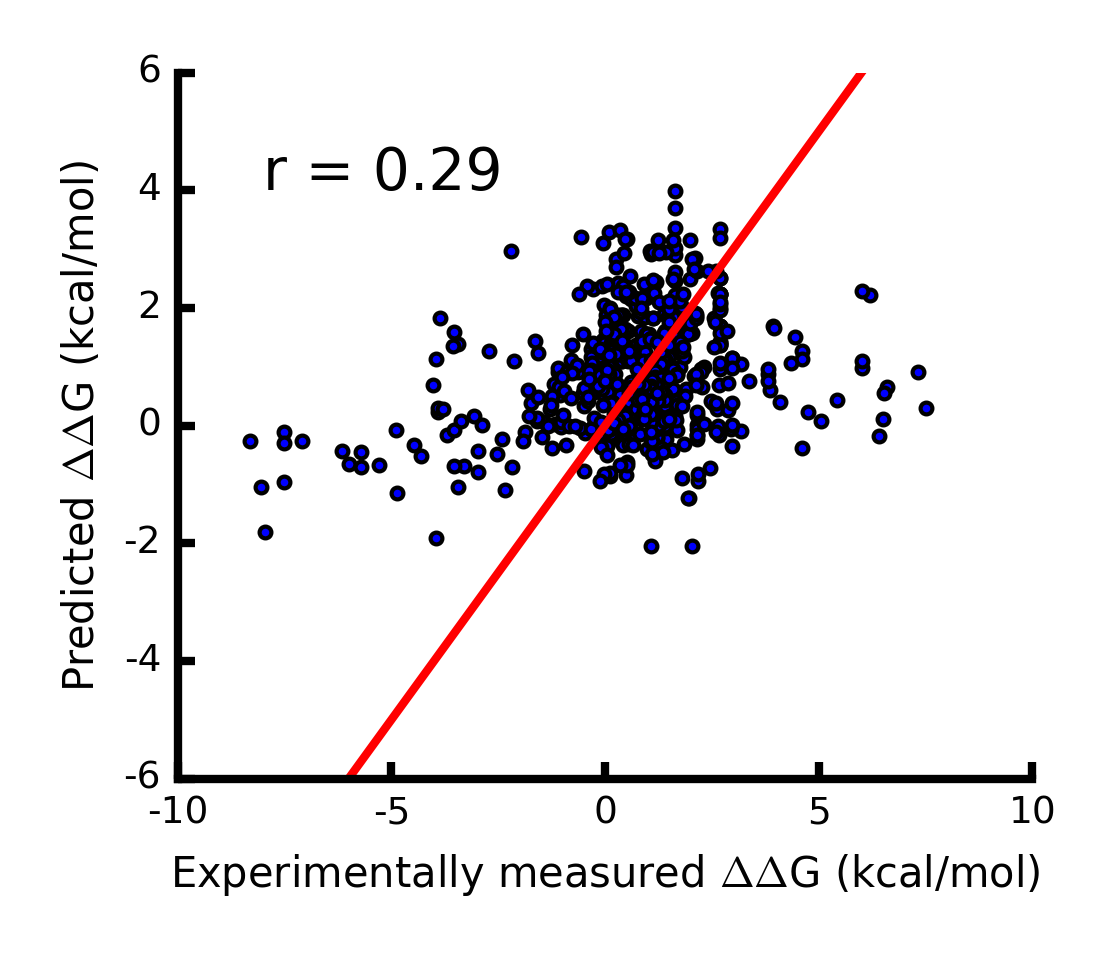 6
r = 0.29
4
2
0
-2
-4
-6
Predicted ΔΔG (kcal/mol)
-10 -5 0 5 10
Experimentally measured ΔΔG (kcal/mol)